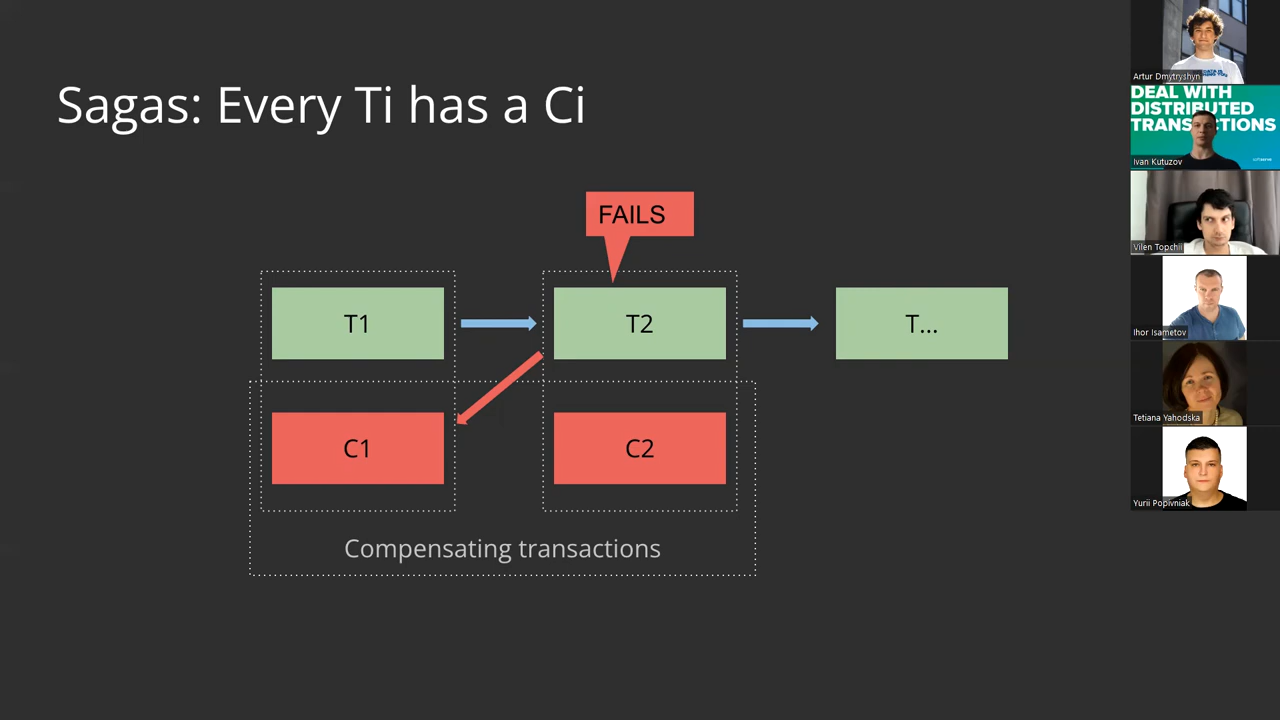 Sagas: Every Ti has a Ci
FAILS
T1
T2
T...
C1
C2
Compensating transactions
Artur Dmytryshyn
DEAL WITH
DISTRIBUTED
Ivan Kutuzov
Vilen Topchii
Ihor Isametov
Tetiana Yahodska
Yurii Popivniak